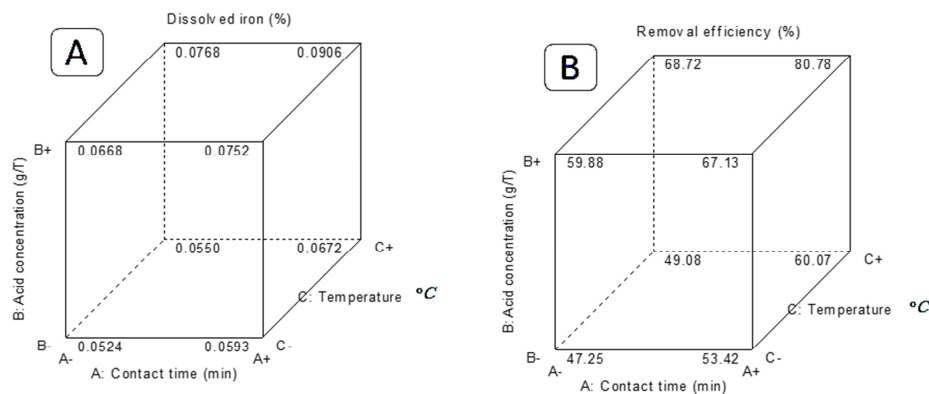 A
Dissolved iron (%)
0.0768 0.0906
B+ 0.0668 0.0752
B: Acid concentration (g/T)
0.0550 0.0672 C+
C: Temperature °C
B- 0.0524 0.0593 C-
A- A+
A: Contact time (min)
B
Removal efficiency (%)
68.72 80.78
B+ 59.88 67.13
B: Acid concentration (g/T)
49.08 60.07 C+
C: Temperature °C
B- 47.25 53.42 C-
A- A+
A: Contact time (min)